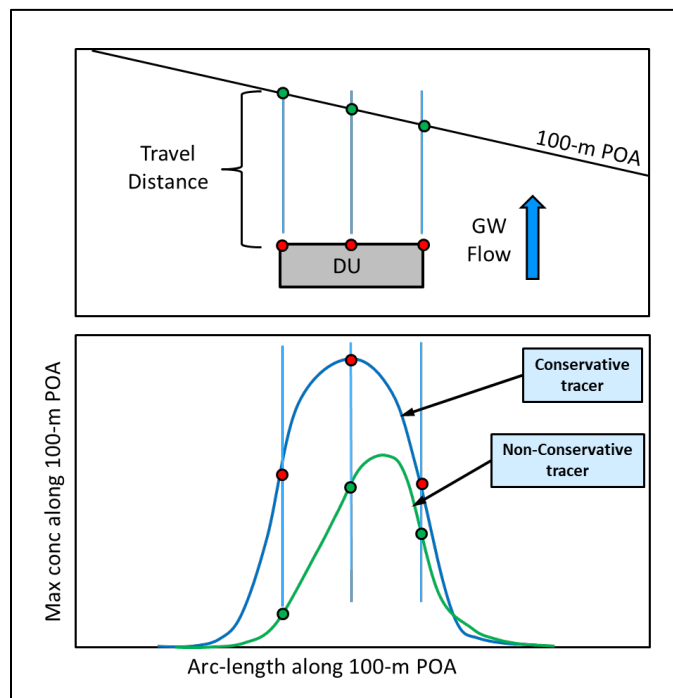 100-m POA
Travel
Distance
GW
Flow
DU
Max conc along 100-m POA
Conservative
tracer
Non-Conservative
tracer
Arc-length along 100-m POA